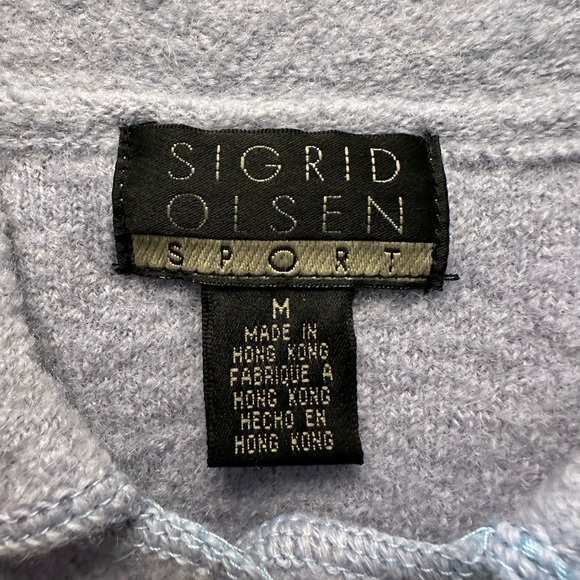 SIGRID
OLSEN
SPORT
M
MADE IN
HONG KONG
FABRIQUE A
HONG KONG
HECHO EN
HONG KONG